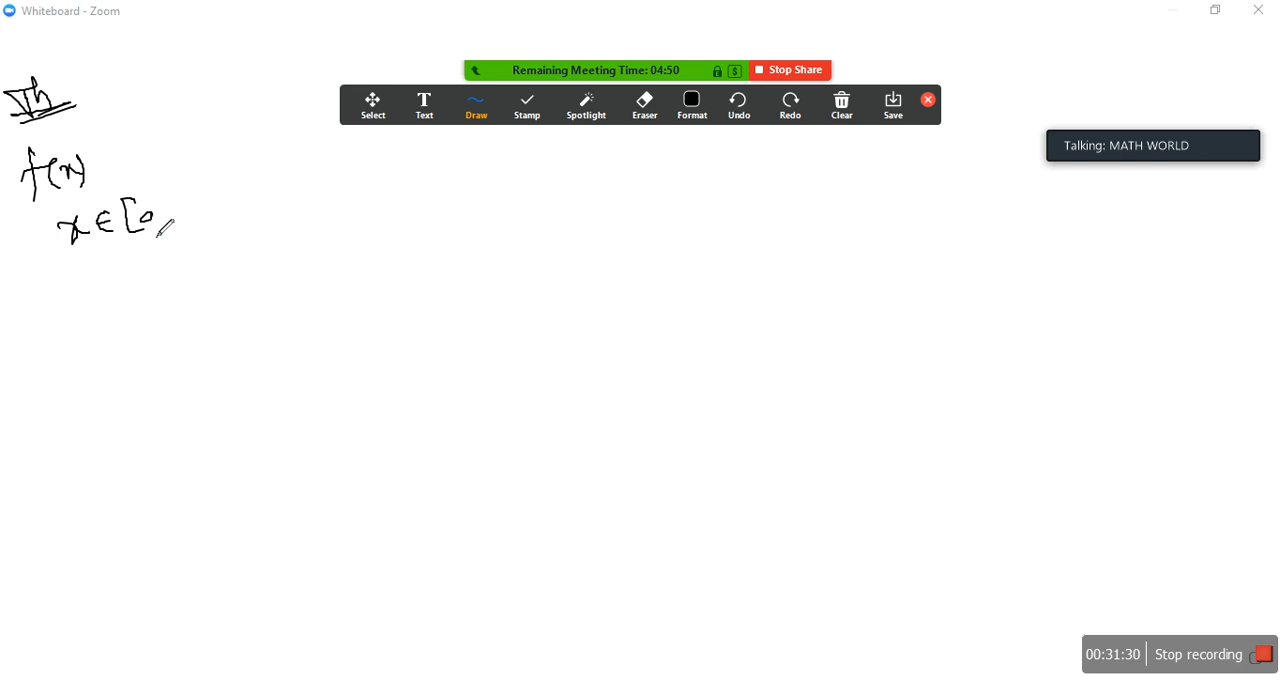 Whiteboard - Zoom
Remaining Meeting Time: 04:50
$
Stop Share
Select
Text
Draw
Stamp
Spotlight
Eraser
Format
Undo
Redo
Clear
Save
Talking: MATH WORLD
Th
f(x)
x ∈ [0,
00:31:30
Stop recording